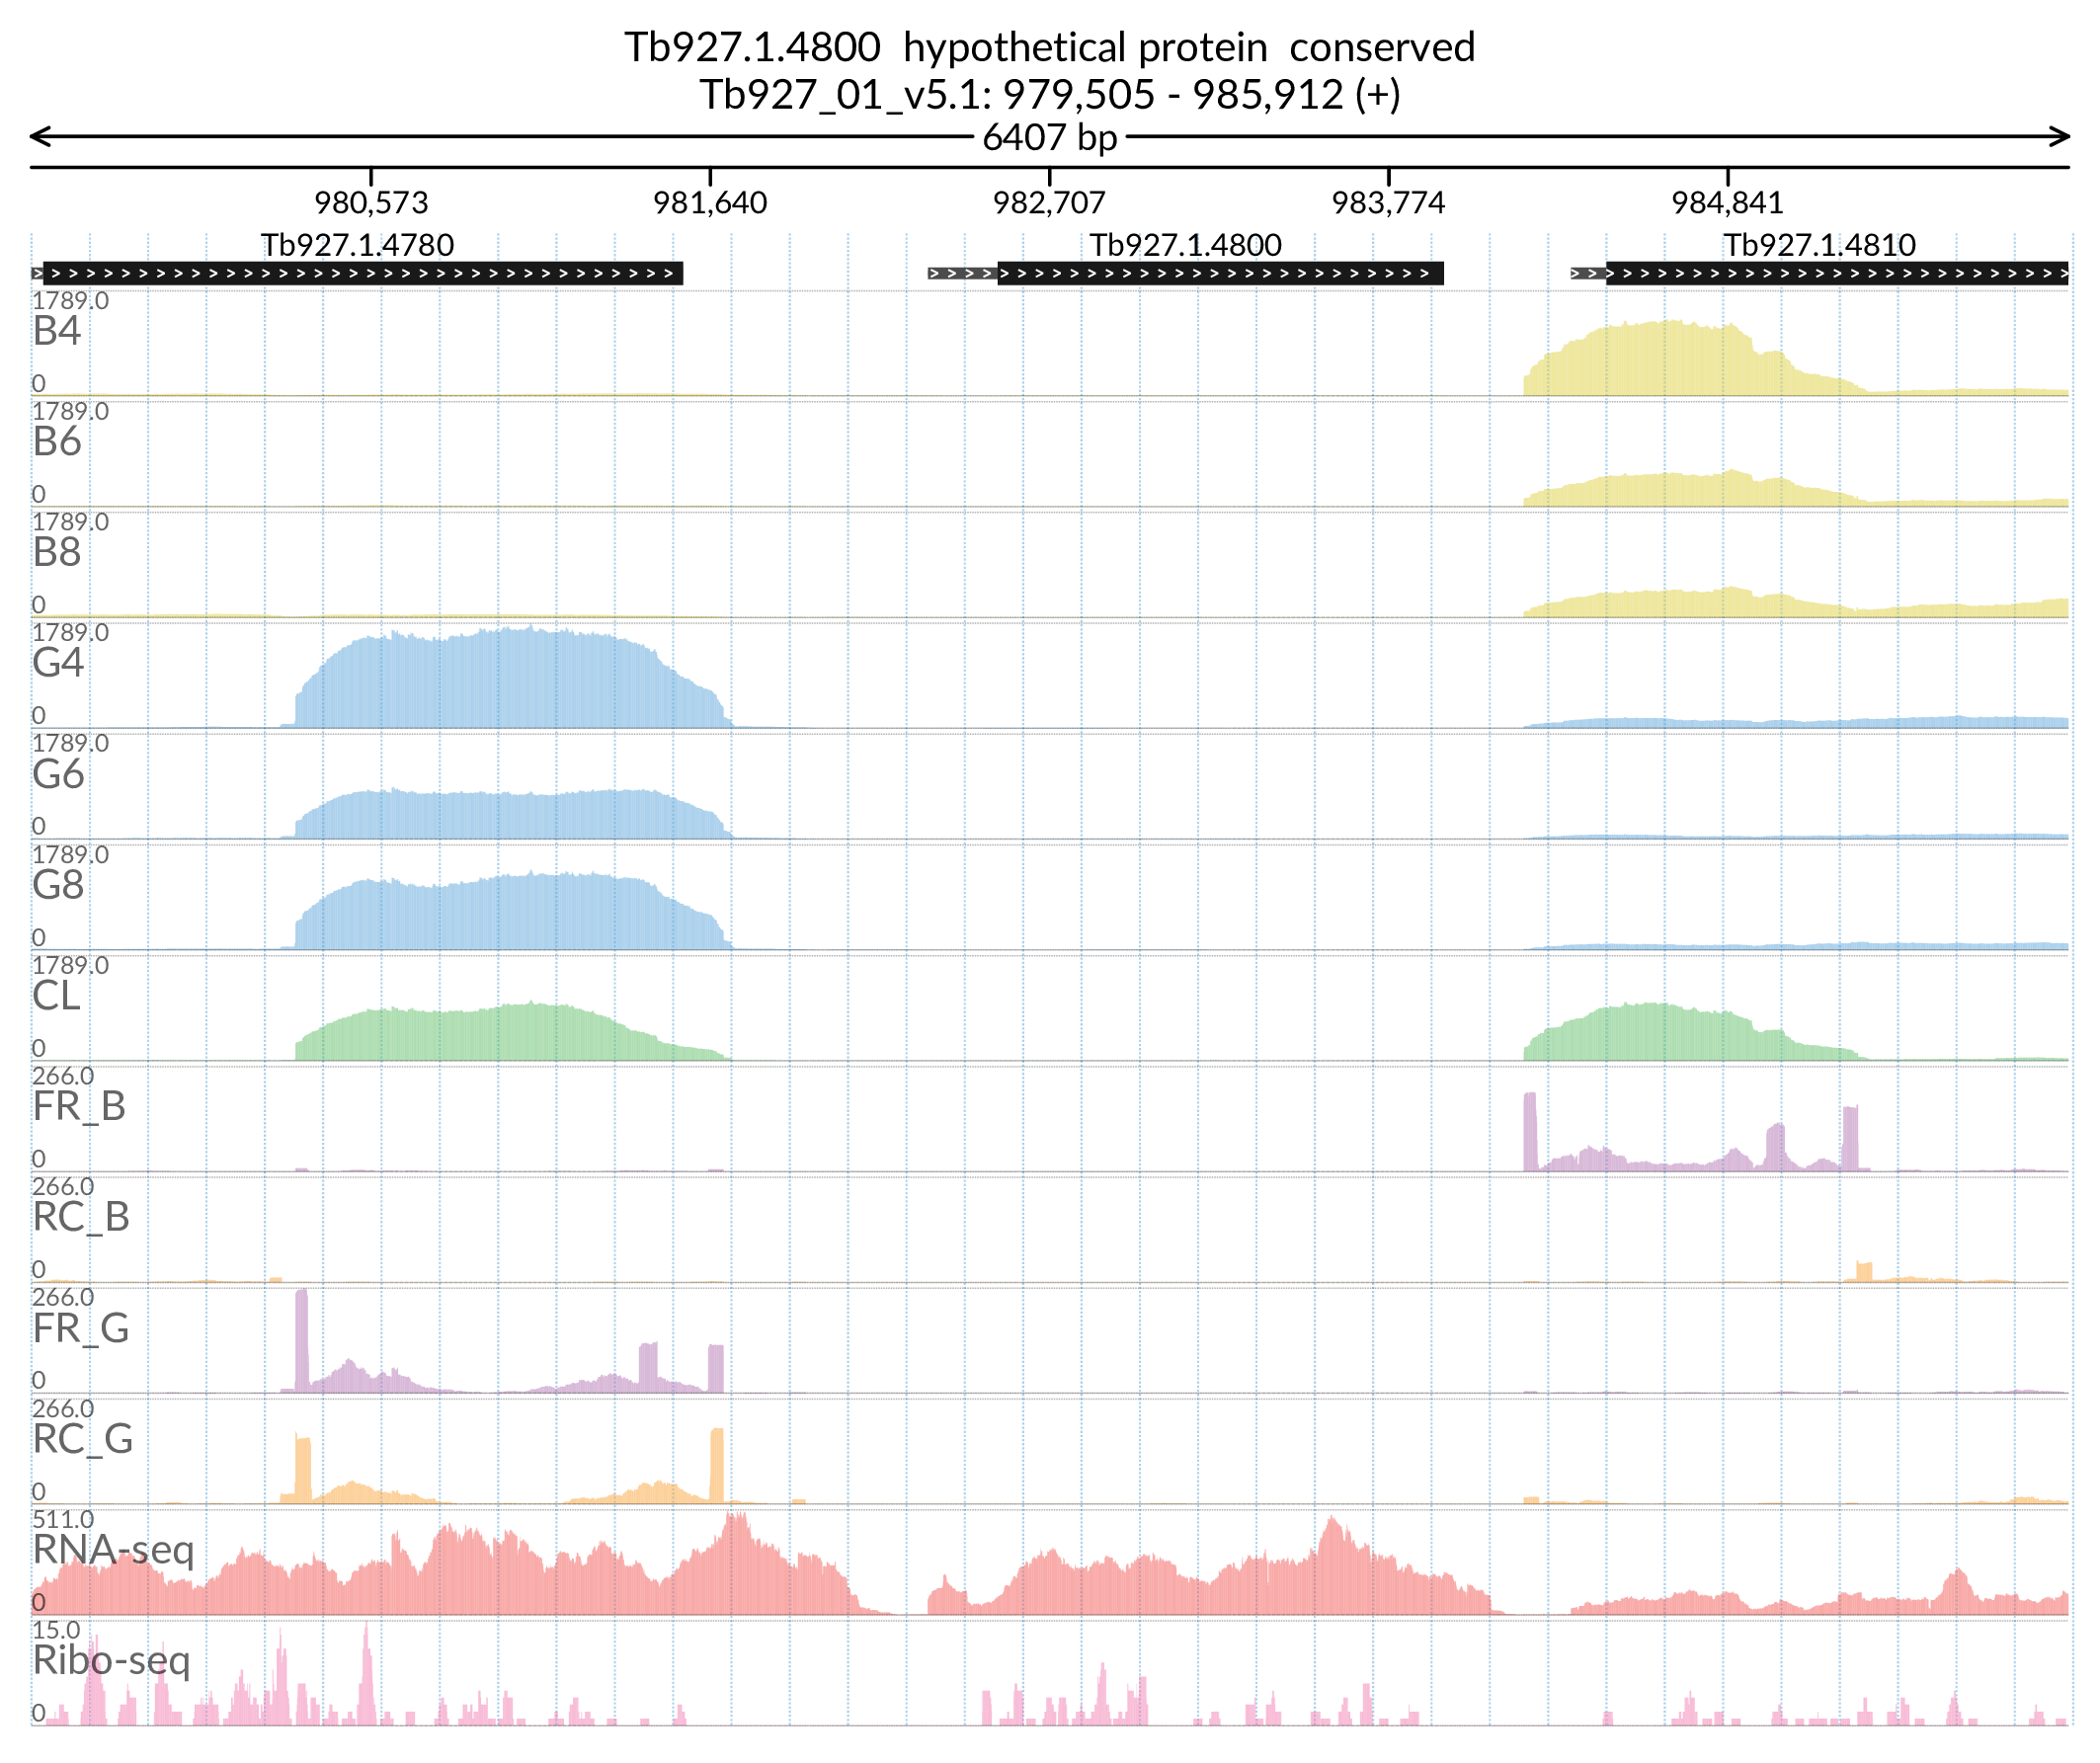 Tb927.1.4800  hypothetical protein  conserved
Tb927_01_v5.1: 979,505 - 985,912 (+)
6407 bp
980,573 981,640 982,707 983,774 984,841
Tb927.1.4780 Tb927.1.4800 Tb927.1.4810
1789.0
B4
0
1789.0
B6
0
1789.0
B8
0
1789.0
G4
0
1789.0
G6
0
1789.0
G8
0
1789.0
CL
0
266.0
FR_B
0
266.0
RC_B
0
266.0
FR_G
0
266.0
RC_G
0
511.0
RNA-seq
0
15.0
Ribo-seq
0